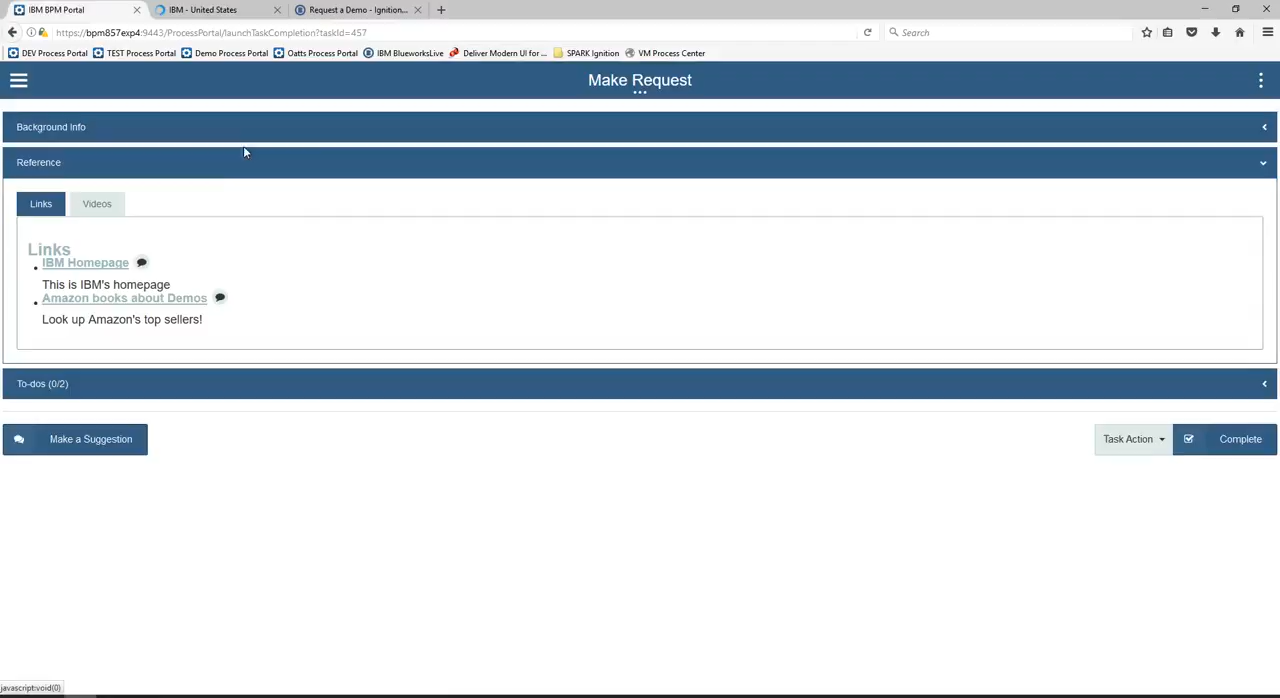 IBM BPM Portal
IBM - United States
Request a Demo - Ignition...
https://bpm857exp4:9443/ProcessPortal/launchTaskCompletion?taskId=457
Search
DEV Process Portal
TEST Process Portal
Demo Process Portal
Oatts Process Portal
IBM BlueworksLive
Deliver Modern UI for ...
SPARK Ignition
VM Process Center
Make Request
Background Info
Reference
Links
Videos
Links
IBM Homepage
This is IBM's homepage
Amazon books about Demos
Look up Amazon's top sellers!
To-dos (0/2)
Make a Suggestion
Task Action
Complete
javascript:void(0)